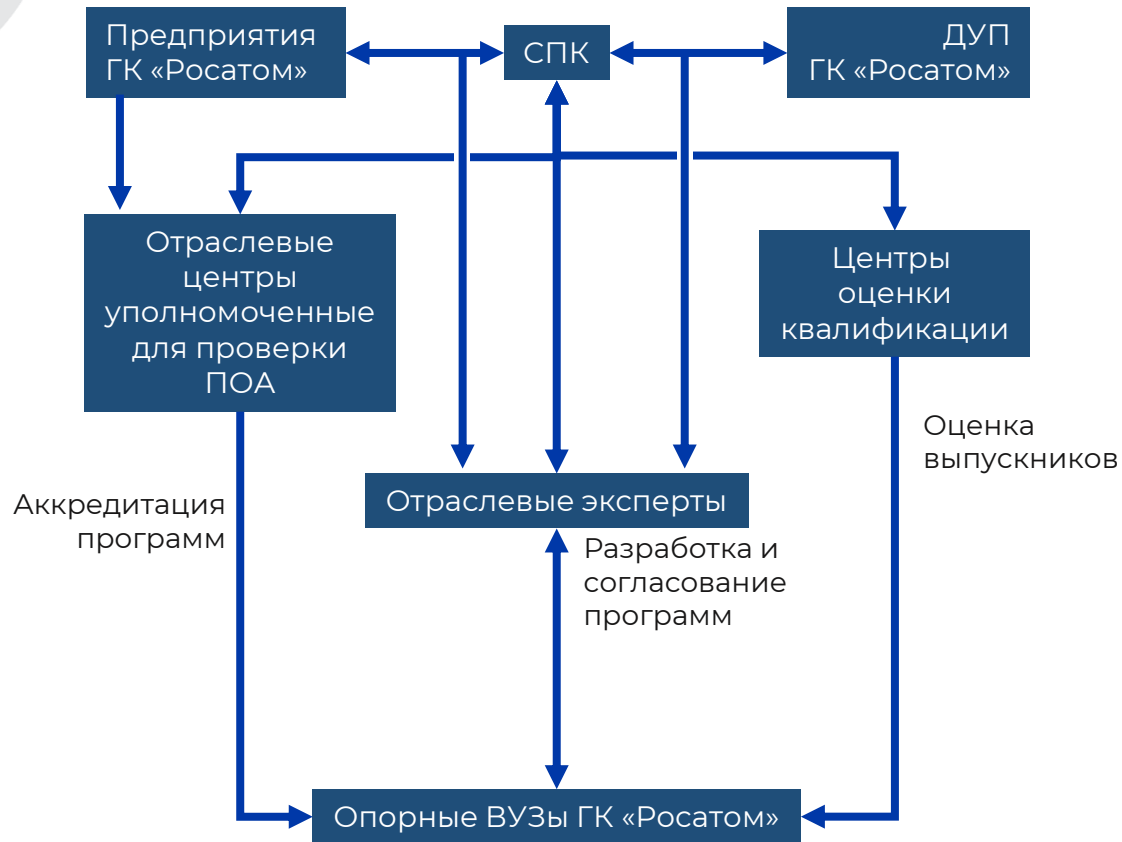 Предприятия
ГК «Росатом»
СПК
ДУП
ГК «Росатом»
Отраслевые
центры
уполномоченные
для проверки
ПОА
Центры
оценки
квалификации
Оценка
выпускников
Аккредитация
программ
Отраслевые эксперты
Разработка и
согласование
программ
Опорные ВУЗы ГК «Росатом»